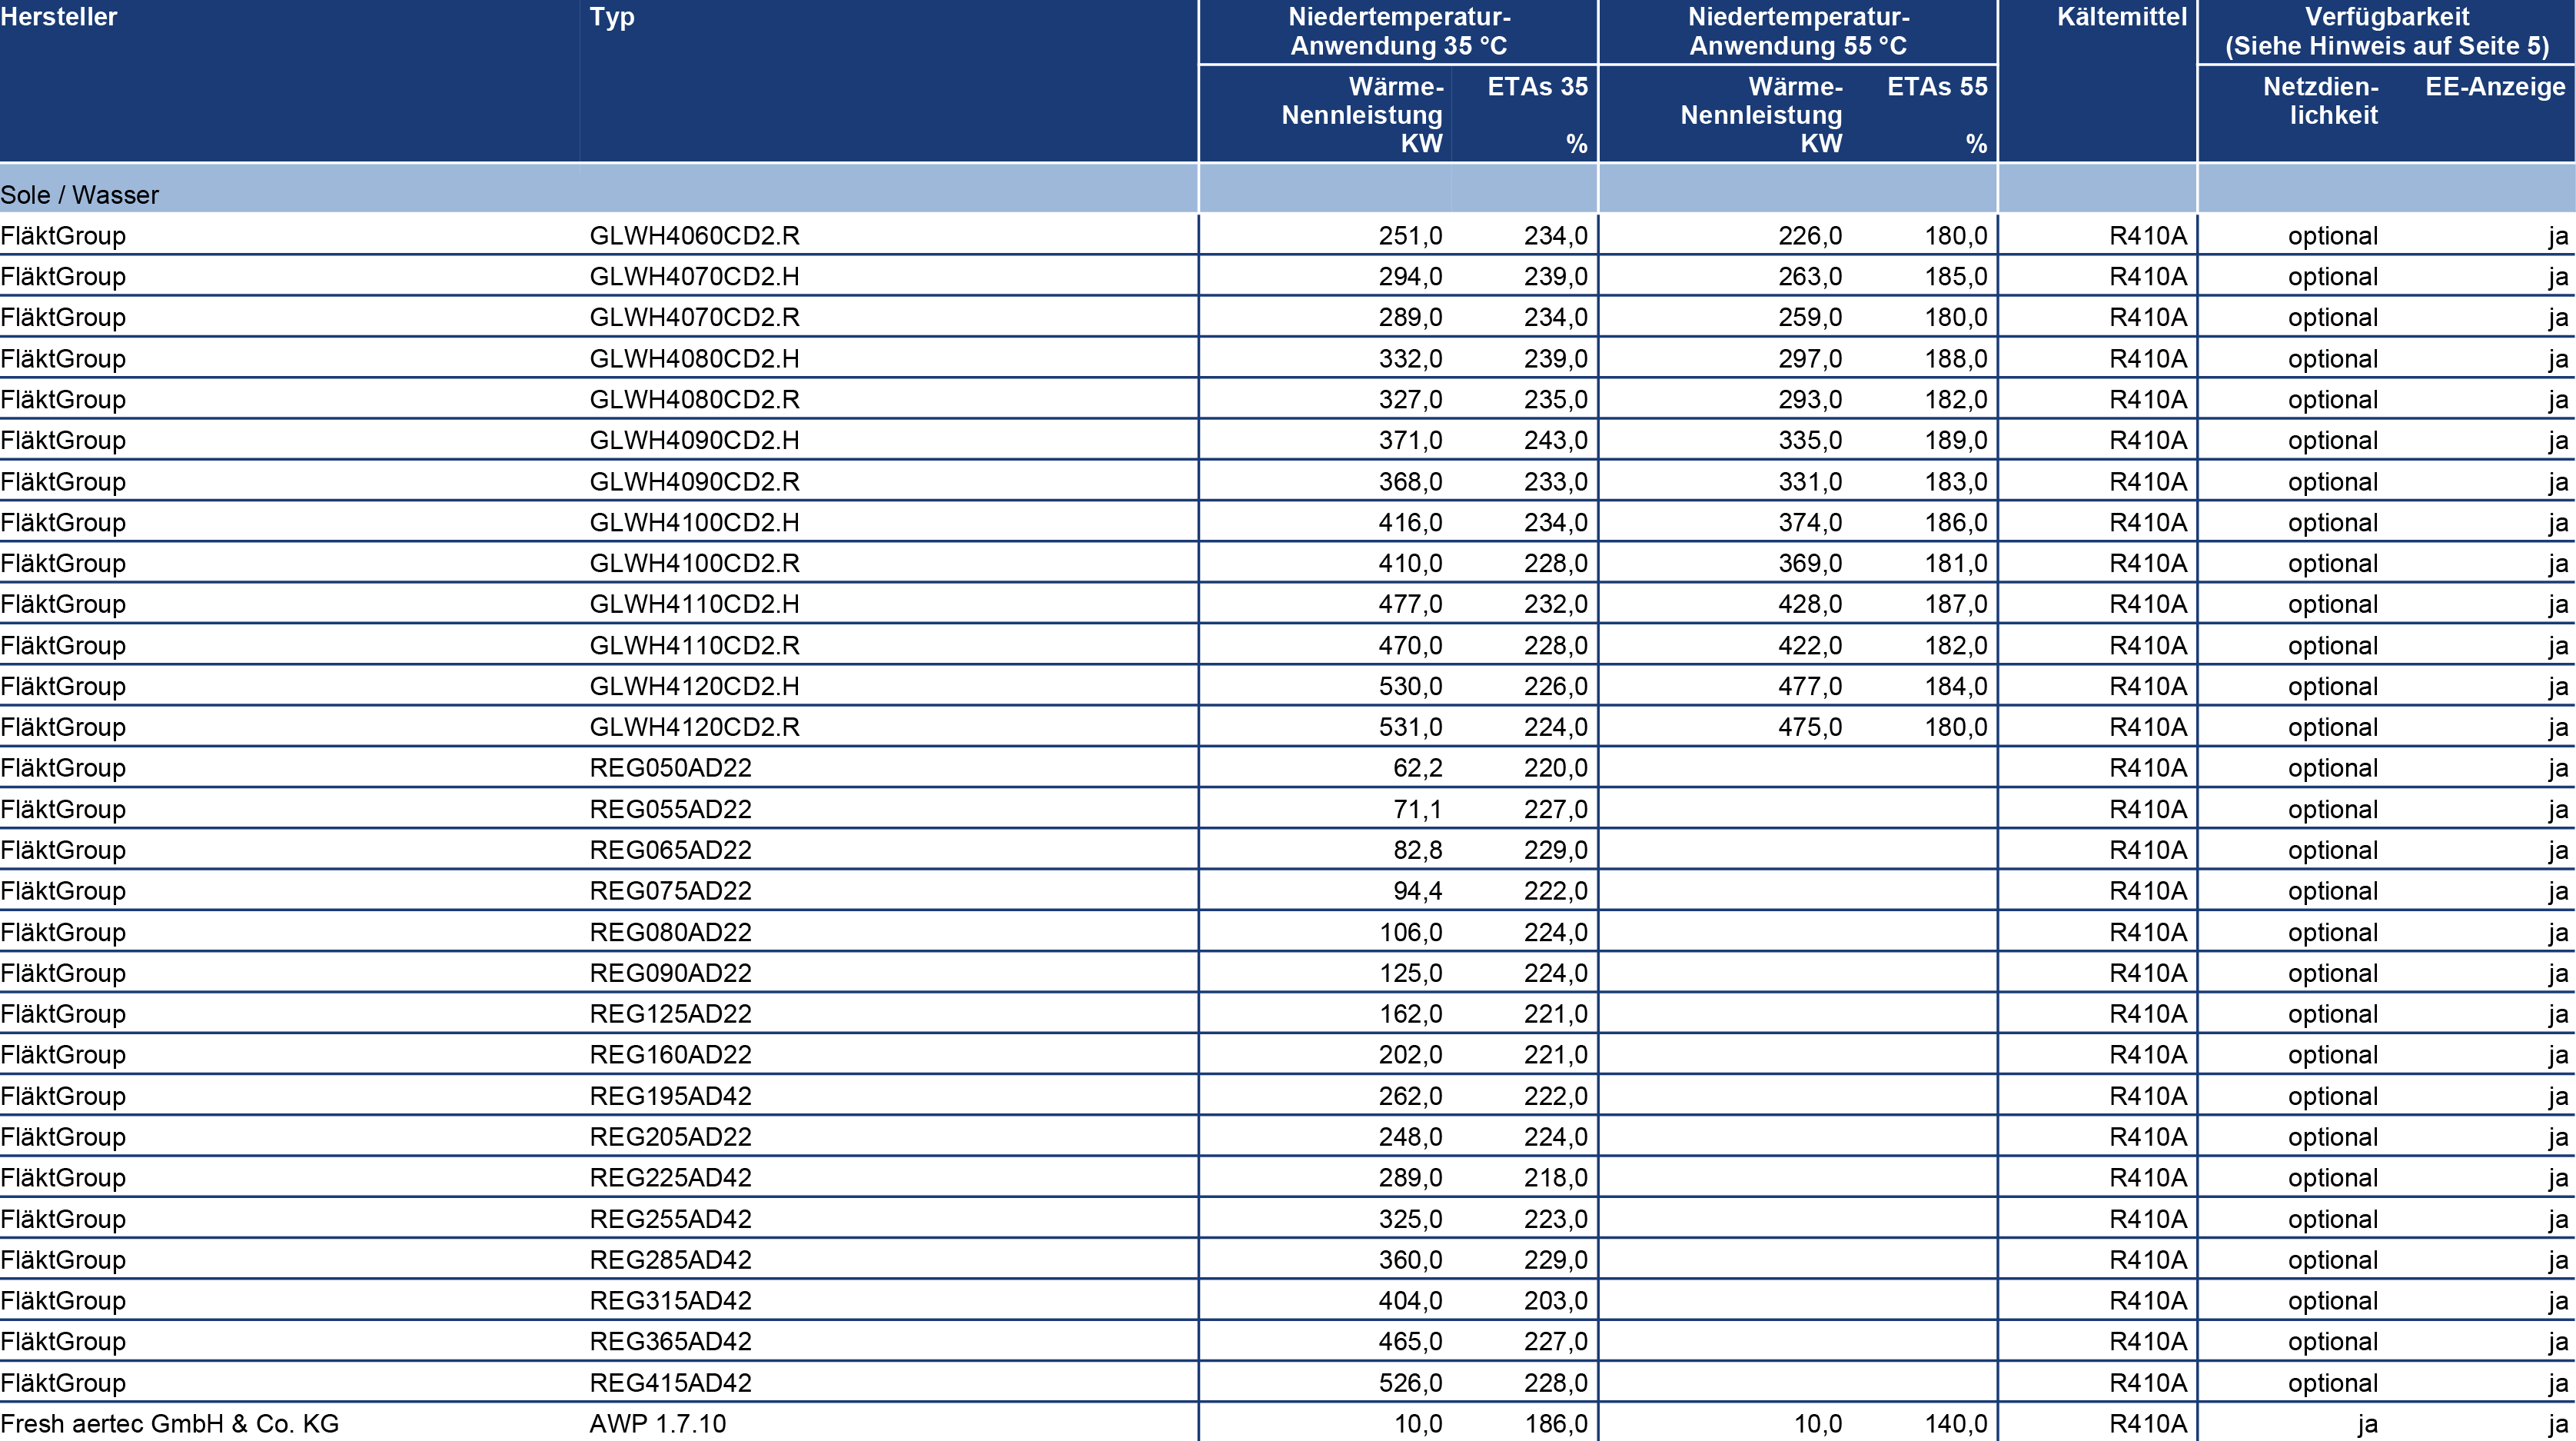 Hersteller Typ Niedertemperatur- Niedertemperatur- Kältemittel Verfügbarkeit
Anwendung 35 °C Anwendung 55 °C (Siehe Hinweis auf Seite 5)
Wärme- ETAs 35 Wärme- ETAs 55 Netzdien- EE-Anzeige
Nennleistung Nennleistung lichkeit
KW % KW %
Sole / Wasser
FläktGroup GLWH4060CD2.R 251,0 234,0 226,0 180,0 R410A optional ja
FläktGroup GLWH4070CD2.H 294,0 239,0 263,0 185,0 R410A optional ja
FläktGroup GLWH4070CD2.R 289,0 234,0 259,0 180,0 R410A optional ja
FläktGroup GLWH4080CD2.H 332,0 239,0 297,0 188,0 R410A optional ja
FläktGroup GLWH4080CD2.R 327,0 235,0 293,0 182,0 R410A optional ja
FläktGroup GLWH4090CD2.H 371,0 243,0 335,0 189,0 R410A optional ja
FläktGroup GLWH4090CD2.R 368,0 233,0 331,0 183,0 R410A optional ja
FläktGroup GLWH4100CD2.H 416,0 234,0 374,0 186,0 R410A optional ja
FläktGroup GLWH4100CD2.R 410,0 228,0 369,0 181,0 R410A optional ja
FläktGroup GLWH4110CD2.H 477,0 232,0 428,0 187,0 R410A optional ja
FläktGroup GLWH4110CD2.R 470,0 228,0 422,0 182,0 R410A optional ja
FläktGroup GLWH4120CD2.H 530,0 226,0 477,0 184,0 R410A optional ja
FläktGroup GLWH4120CD2.R 531,0 224,0 475,0 180,0 R410A optional ja
FläktGroup REG050AD22 62,2 220,0 R410A optional ja
FläktGroup REG055AD22 71,1 227,0 R410A optional ja
FläktGroup REG065AD22 82,8 229,0 R410A optional ja
FläktGroup REG075AD22 94,4 222,0 R410A optional ja
FläktGroup REG080AD22 106,0 224,0 R410A optional ja
FläktGroup REG090AD22 125,0 224,0 R410A optional ja
FläktGroup REG125AD22 162,0 221,0 R410A optional ja
FläktGroup REG160AD22 202,0 221,0 R410A optional ja
FläktGroup REG195AD42 262,0 222,0 R410A optional ja
FläktGroup REG205AD22 248,0 224,0 R410A optional ja
FläktGroup REG225AD42 289,0 218,0 R410A optional ja
FläktGroup REG255AD42 325,0 223,0 R410A optional ja
FläktGroup REG285AD42 360,0 229,0 R410A optional ja
FläktGroup REG315AD42 404,0 203,0 R410A optional ja
FläktGroup REG365AD42 465,0 227,0 R410A optional ja
FläktGroup REG415AD42 526,0 228,0 R410A optional ja
Fresh aertec GmbH & Co. KG AWP 1.7.10 10,0 186,0 10,0 140,0 R410A ja ja